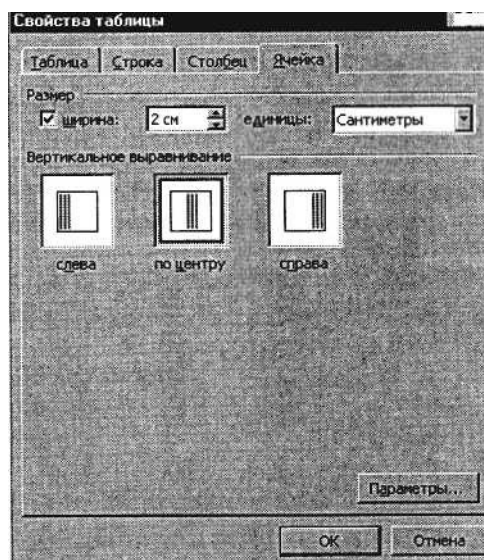 Свойства таблицы
Таблица Строка Столбец Ячейка
Размер
ширина: 2 см единицы: Сантиметры
Вертикальное выравнивание
слева по центру справа
Параметры...
ОК Отмена